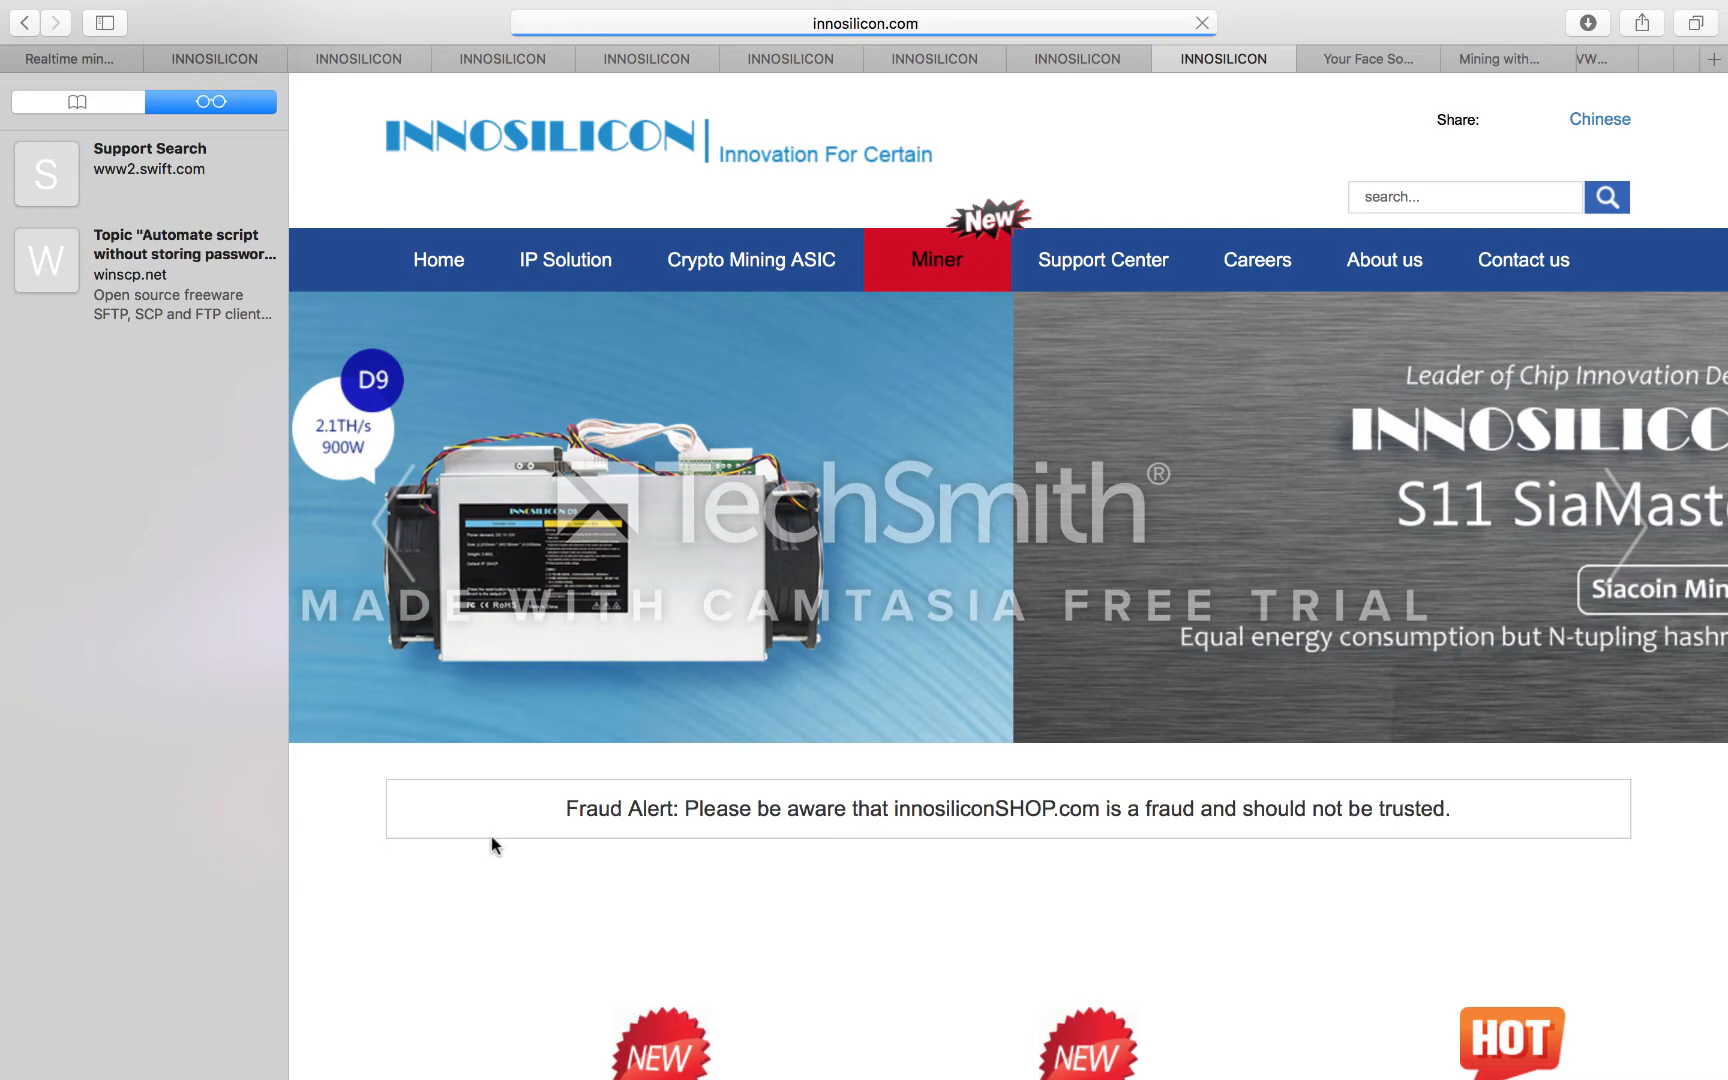 innosilicon.com
Realtime min...
INNOSILICON
INNOSILICON
INNOSILICON
INNOSILICON
INNOSILICON
INNOSILICON
INNOSILICON
INNOSILICON
Your Face So...
Mining with...
VW...
S
Support Search
www2.swift.com
W
Topic "Automate script
without storing passwor...
winscp.net
Open source freeware
SFTP, SCP and FTP client...
INNOSILICON
Innovation For Certain
Share:
Chinese
search...
New
Home
IP Solution
Crypto Mining ASIC
Miner
Support Center
Careers
About us
Contact us
D9
2.1TH/s
900W
INNOSILICON D9
Leader of Chip Innovation De
INNOSILICO
S11 SiaMast
Siacoin Min
Equal energy consumption but N-tupling hashr
TechSmith®
MADE WITH CAMTASIA FREE TRIAL
Fraud Alert: Please be aware that innosiliconSHOP.com is a fraud and should not be trusted.
NEW
NEW
HOT